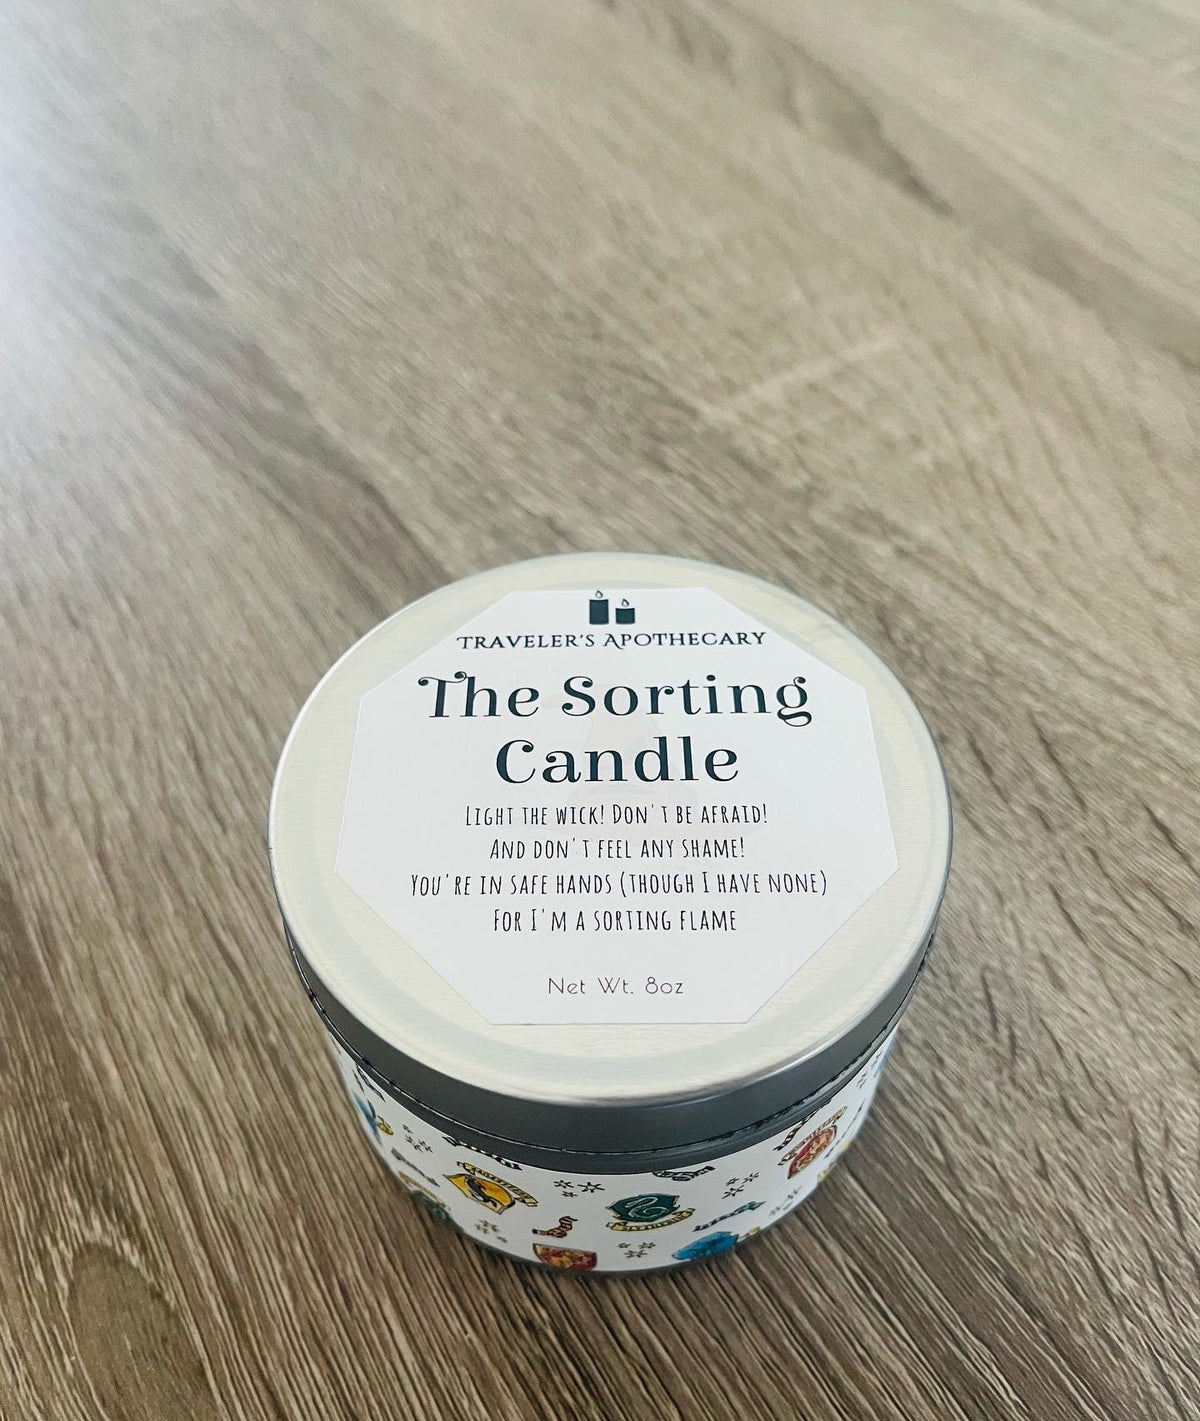 Traveler's Apothecary
The Sorting
Candle
Light the wick! Don't be afraid!
And don't feel any shame!
You're in safe hands (though I have none)
For I'm a sorting flame
Net Wt. 8oz